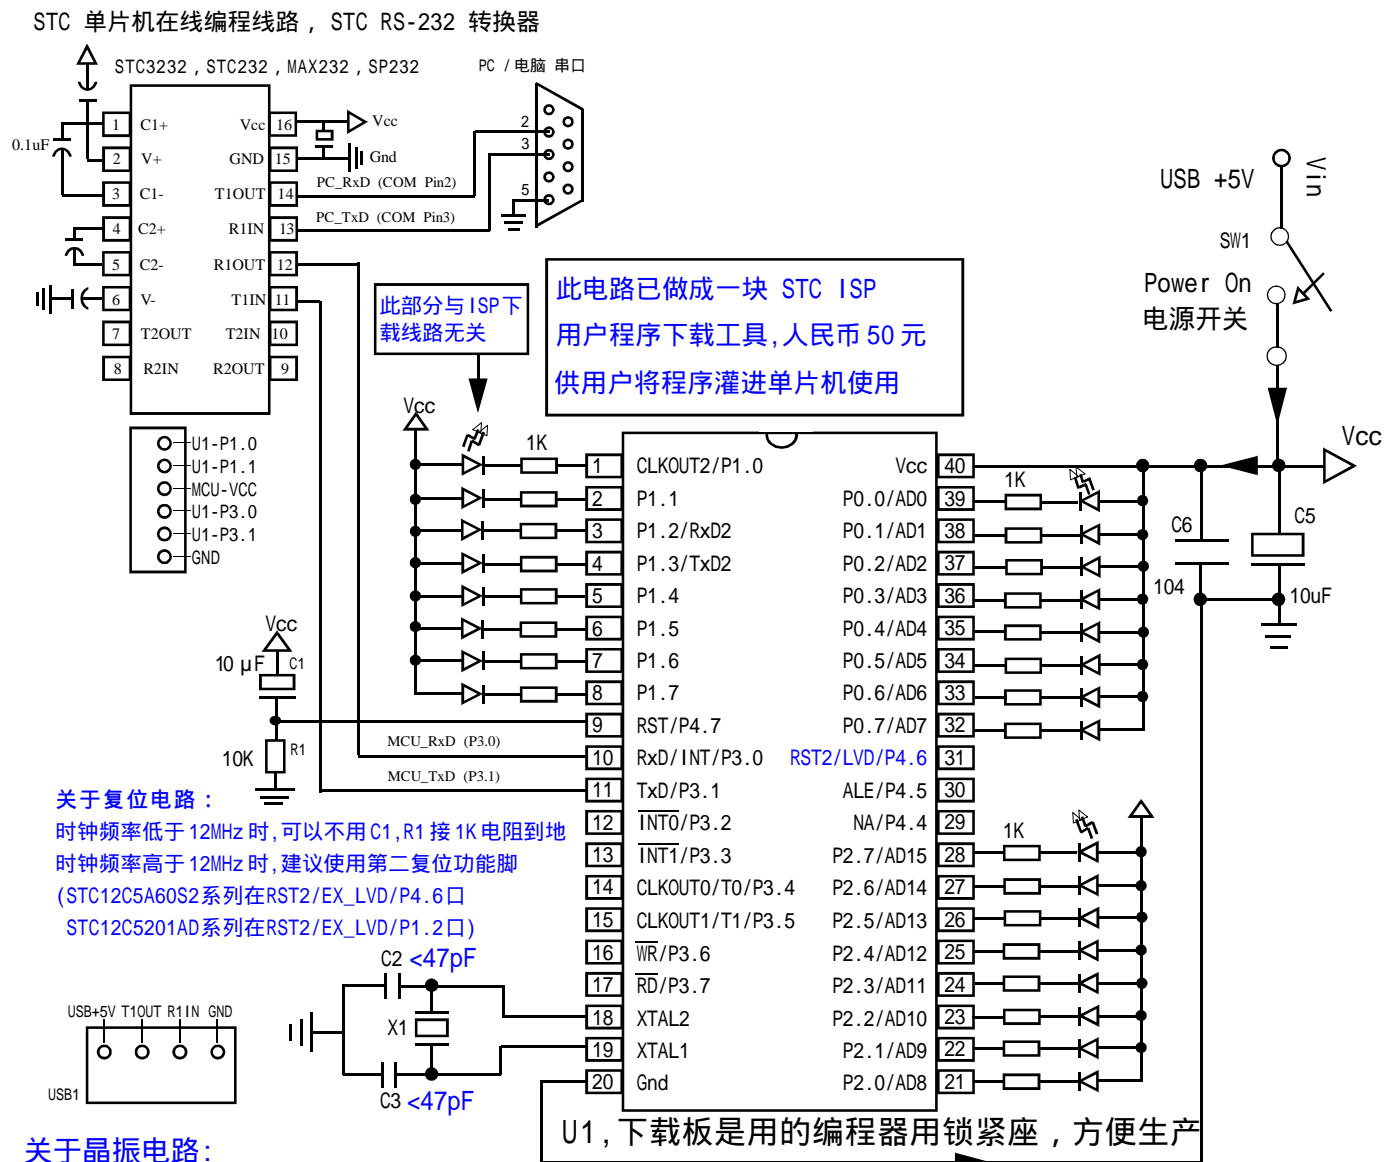 STC 单片机在线编程线路，STC RS-232 转换器
STC3232，STC232，MAX232，SP232
PC /电脑 串口
0.1uF
1 C1+ Vcc 16 Vcc
2 V+ GND 15 Gnd
3 C1- T1OUT 14 PC_RxD (COM Pin2)
4 C2+ R1IN 13 PC_TxD (COM Pin3)
5 C2- R1OUT 12
6 V- T1IN 11
7 T2OUT T2IN 10
8 R2IN R2OUT 9
2
3
5
USB +5V
Vin
SW1
Power On
电源开关
此部分与ISP下
载线路无关
此电路已做成一块 STC ISP
用户程序下载工具,人民币50元
供用户将程序灌进单片机使用
U1-P1.0
U1-P1.1
MCU-VCC
U1-P3.0
U1-P3.1
GND
Vcc
1K
1 CLKOUT2/P1.0 Vcc 40
2 P1.1 P0.0/AD0 39
3 P1.2/RxD2 P0.1/AD1 38
4 P1.3/TxD2 P0.2/AD2 37
5 P1.4 P0.3/AD3 36
6 P1.5 P0.4/AD4 35
7 P1.6 P0.5/AD5 34
8 P1.7 P0.6/AD6 33
9 RST/P4.7 P0.7/AD7 32
10 RxD/INT/P3.0 RST2/LVD/P4.6 31
11 TxD/P3.1 ALE/P4.5 30
12 INT0/P3.2 NA/P4.4 29
13 INT1/P3.3 P2.7/AD15 28
14 CLKOUT0/T0/P3.4 P2.6/AD14 27
15 CLKOUT1/T1/P3.5 P2.5/AD13 26
16 WR/P3.6 P2.4/AD12 25
17 RD/P3.7 P2.3/AD11 24
18 XTAL2 P2.2/AD10 23
19 XTAL1 P2.1/AD9 22
20 Gnd P2.0/AD8 21
1K
Vcc
C6
104
C5
10uF
1K
Vcc
10 μF C1
10K R1
MCU_RxD (P3.0)
MCU_TxD (P3.1)
关于复位电路：
时钟频率低于12MHz时,可以不用C1,R1接1K电阻到地
时钟频率高于12MHz时,建议使用第二复位功能脚
(STC12C5A60S2系列在RST2/EX_LVD/P4.6口
STC12C5201AD系列在RST2/EX_LVD/P1.2口)
C2 <47pF
X1
C3 <47pF
USB+5V T1OUT R1IN GND
USB1
U1,下载板是用的编程器用锁紧座，方便生产
关于晶振电路: